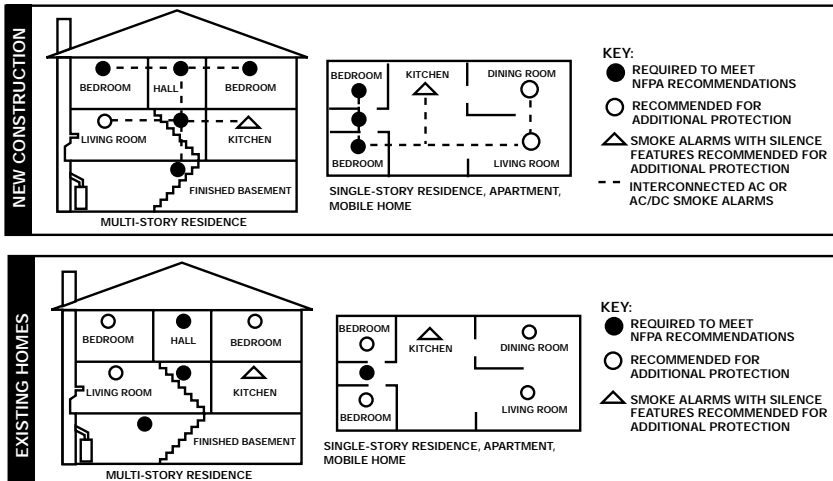 NEW CONSTRUCTION
BEDROOM
HALL
BEDROOM
LIVING ROOM
KITCHEN
FINISHED BASEMENT
MULTI-STORY RESIDENCE
BEDROOM
KITCHEN
DINING ROOM
BEDROOM
LIVING ROOM
SINGLE-STORY RESIDENCE, APARTMENT,
MOBILE HOME
KEY:
REQUIRED TO MEET
NFPA RECOMMENDATIONS
RECOMMENDED FOR
ADDITIONAL PROTECTION
SMOKE ALARMS WITH SILENCE
FEATURES RECOMMENDED FOR
ADDITIONAL PROTECTION
INTERCONNECTED AC OR
AC/DC SMOKE ALARMS
EXISTING HOMES
BEDROOM
HALL
BEDROOM
LIVING ROOM
KITCHEN
FINISHED BASEMENT
MULTI-STORY RESIDENCE
BEDROOM
KITCHEN
DINING ROOM
BEDROOM
LIVING ROOM
SINGLE-STORY RESIDENCE, APARTMENT,
MOBILE HOME
KEY:
REQUIRED TO MEET
NFPA RECOMMENDATIONS
RECOMMENDED FOR
ADDITIONAL PROTECTION
SMOKE ALARMS WITH SILENCE
FEATURES RECOMMENDED FOR
ADDITIONAL PROTECTION